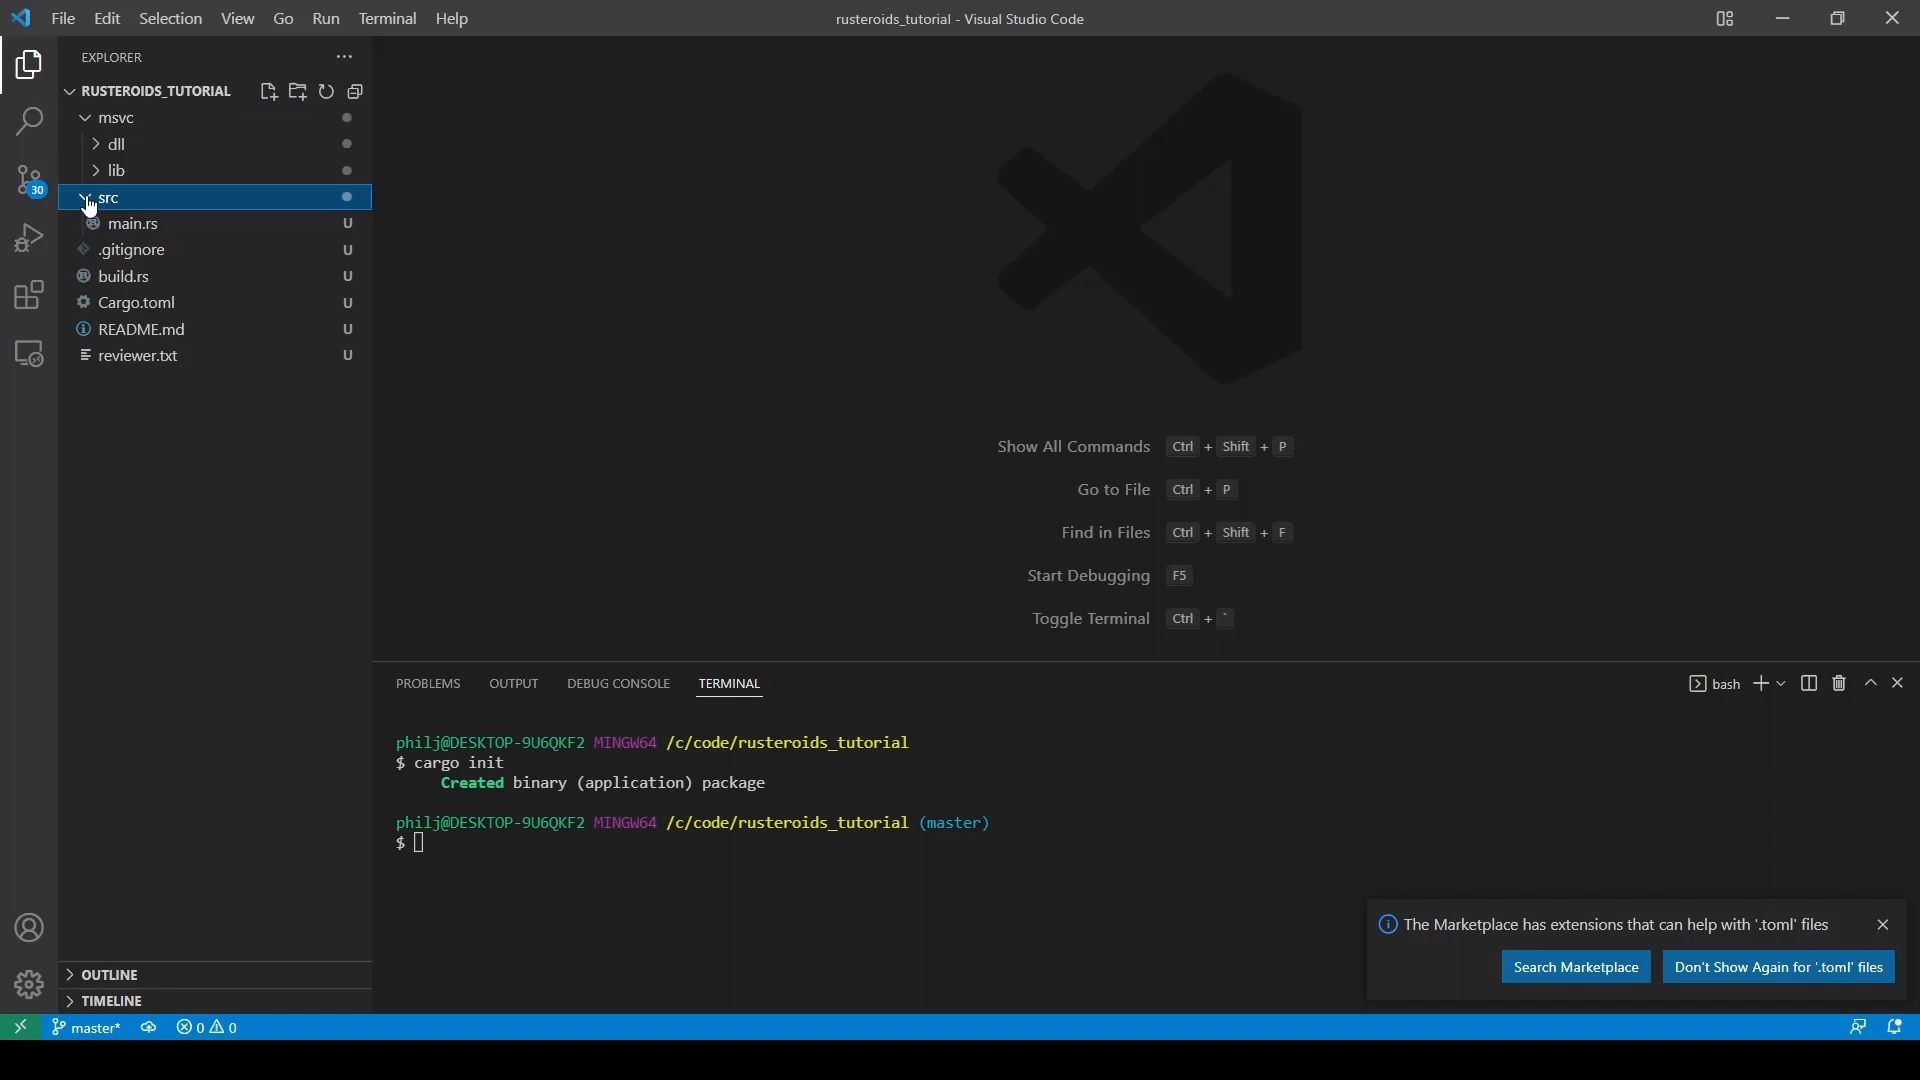 File Edit Selection View Go Run Terminal Help
rusteroids_tutorial - Visual Studio Code
EXPLORER
RUSTEROIDS_TUTORIAL
msvc
dll
lib
src
main.rs U
.gitignore U
build.rs U
Cargo.toml U
README.md U
reviewer.txt U
30
Show All Commands Ctrl + Shift + P
Go to File Ctrl + P
Find in Files Ctrl + Shift + F
Start Debugging F5
Toggle Terminal Ctrl + `
PROBLEMS OUTPUT DEBUG CONSOLE TERMINAL
bash
philj@DESKTOP-9U6QKF2 MINGW64 /c/code/rusteroids_tutorial
$ cargo init
Created binary (application) package
philj@DESKTOP-9U6QKF2 MINGW64 /c/code/rusteroids_tutorial (master)
$
The Marketplace has extensions that can help with '.toml' files
Search Marketplace Don't Show Again for '.toml' files
OUTLINE
TIMELINE
master* 0 0